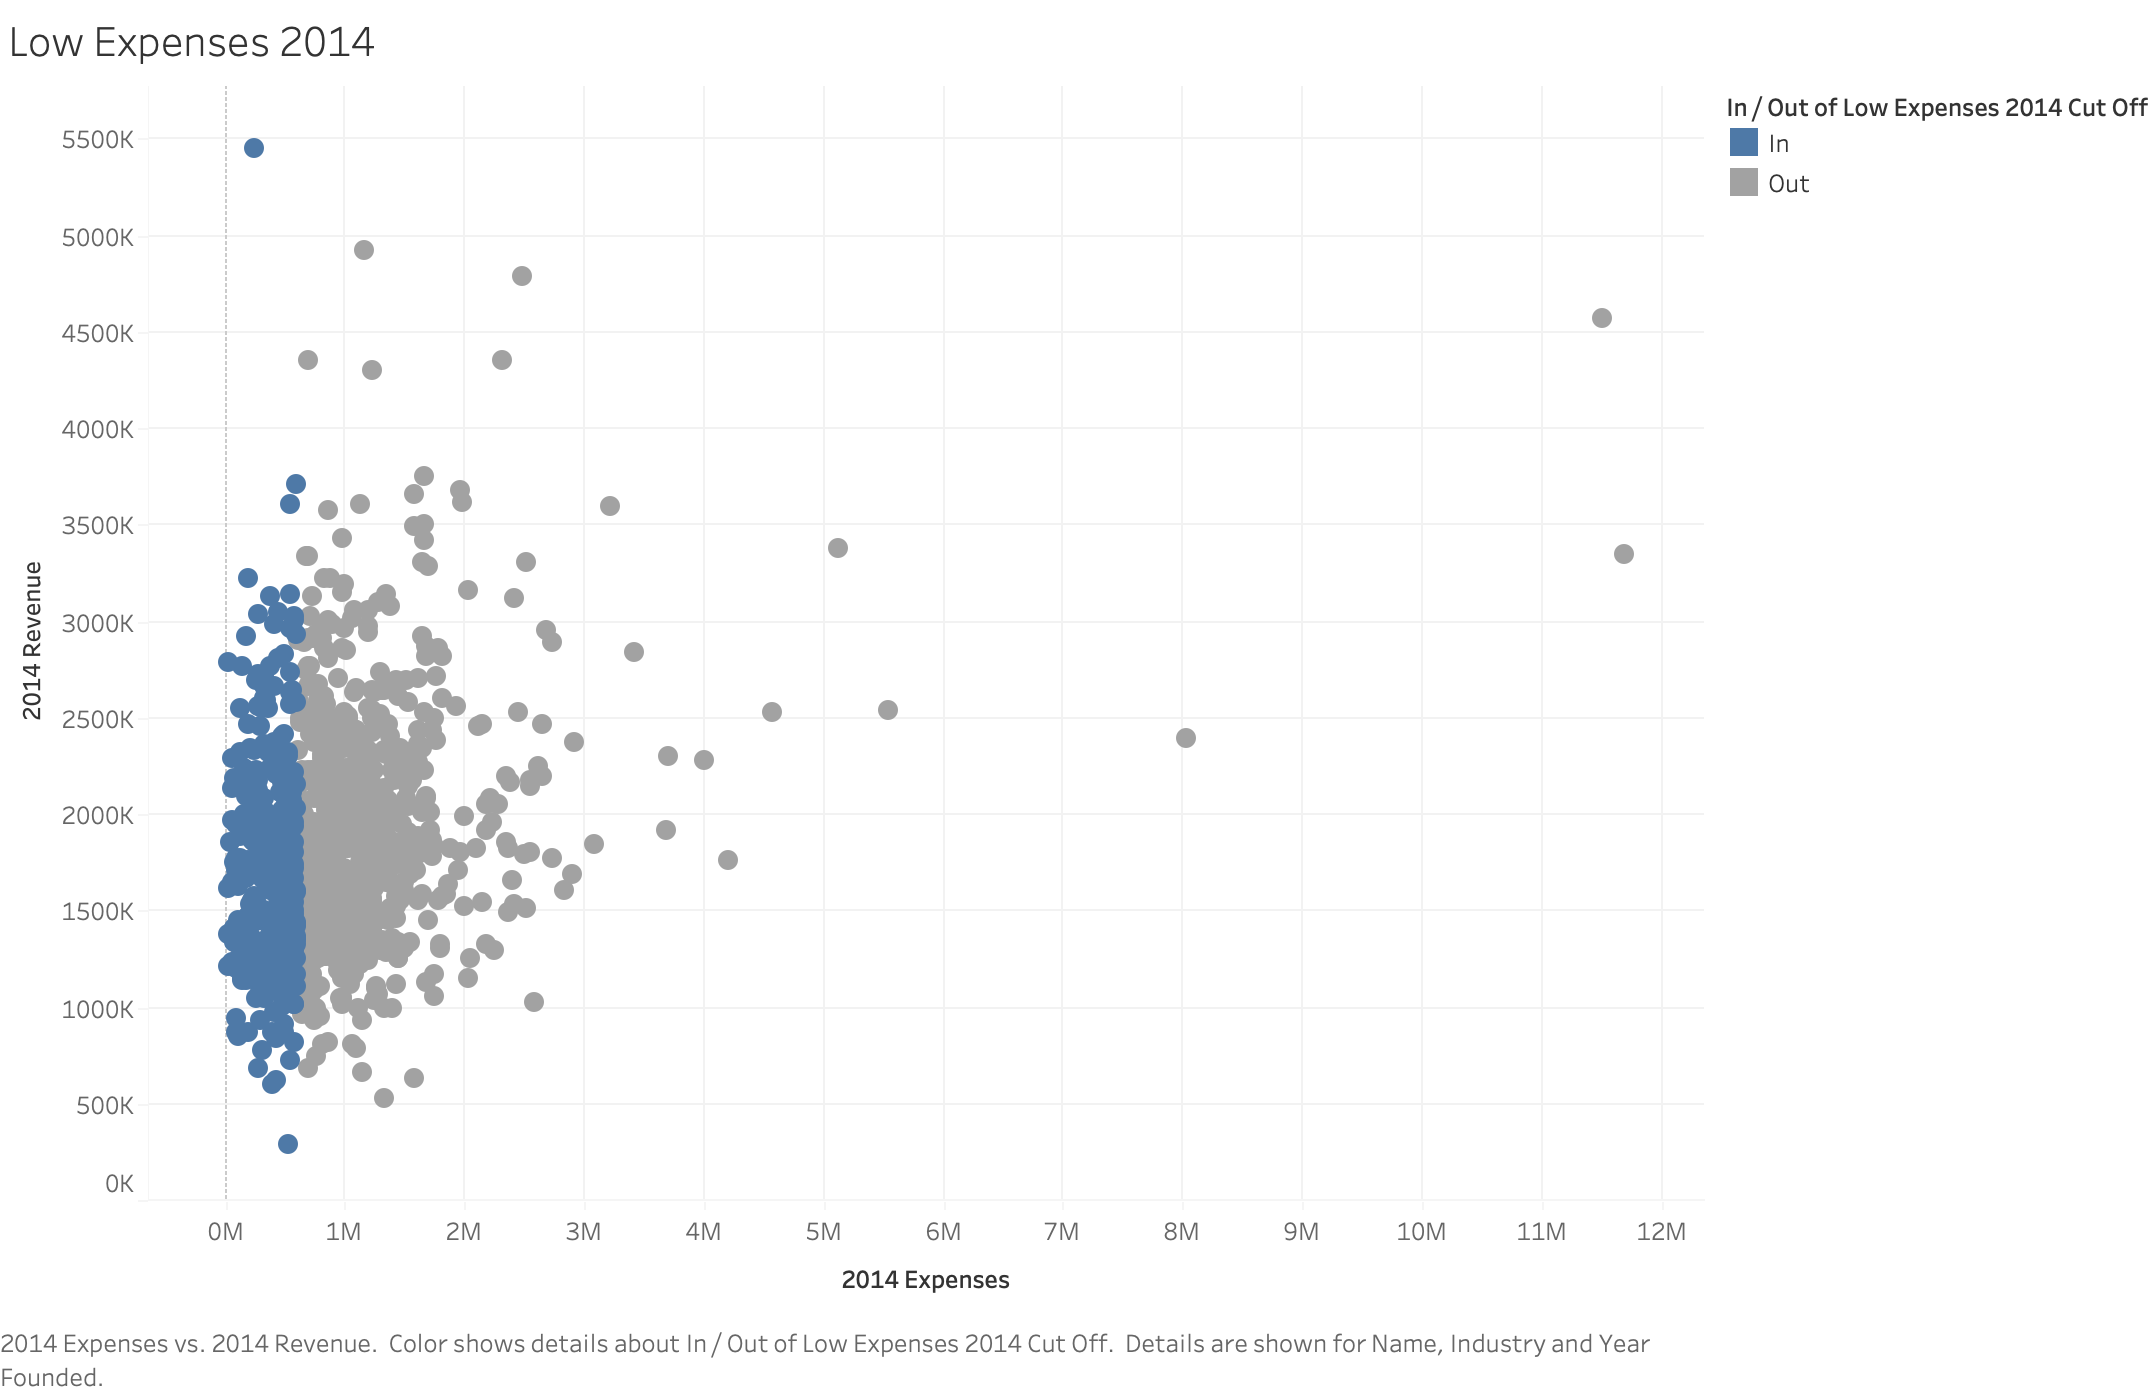 Low Expenses 2014
In / Out of Low Expenses 2014 Cut Off
In
Out
5500K
5000K
4500K
4000K
3500K
3000K
2500K
2000K
1500K
1000K
500K
0K
2014 Revenue
0M 1M 2M 3M 4M 5M 6M 7M 8M 9M 10M 11M 12M
2014 Expenses
2014 Expenses vs. 2014 Revenue. Color shows details about In / Out of Low Expenses 2014 Cut Off. Details are shown for Name, Industry and Year
Founded.